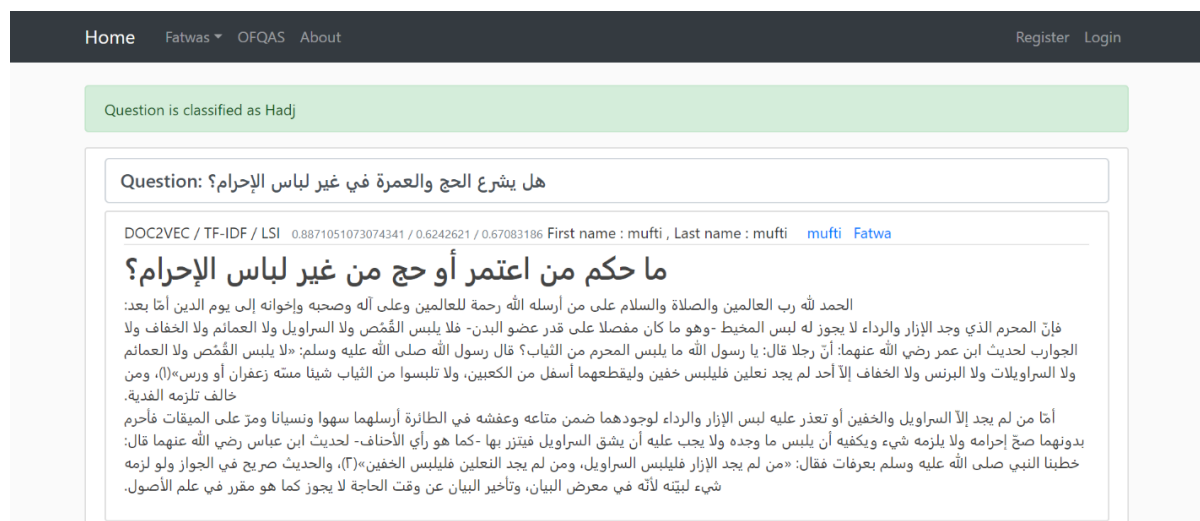 Home Fatwas OFQAS About Register Login
Question is classified as Hadj
Question: هل يشرع الحج والعمرة في غير لباس الإحرام؟
DOC2VEC / TF-IDF / LSI 0.8871051073074341 / 0.6242621 / 0.67083186 First name : mufti , Last name : mufti mufti Fatwa
ما حكم من اعتمر أو حج من غير لباس الإحرام؟
الحمد لله رب العالمين والصلاة والسلام على من أرسله الله رحمة للعالمين وعلى آله وصحبه وإخوانه إلى يوم الدين أمّا بعد:
فإنّ المحرم الذي وجد الإزار والرداء لا يجوز له لبس المخيط -وهو ما كان مفصلا على قدر عضو البدن- فلا يلبس القُمُص ولا السراويل ولا العمائم ولا الخفاف ولا
الجوارب لحديث ابن عمر رضي الله عنهما: أنّ رجلا قال: يا رسول الله ما يلبس المحرم من الثياب؟ قال رسول الله صلى الله عليه وسلم: «لا يلبس القُمُص ولا العمائم
ولا السراويلات ولا البرنس ولا الخفاف إلاّ أحد لم يجد نعلين فليلبس خفين وليقطعهما أسفل من الكعبين، ولا تلبسوا من الثياب شيئا مسّه زعفران أو ورس»(١)، ومن
خالف تلزمه الفدية.
أمّا من لم يجد إلاّ السراويل والخفين أو تعذر عليه لبس الإزار والرداء لوجودهما ضمن متاعه وعفشه في الطائرة أرسلهما سهوا ونسيانا ومرّ على الميقات فأحرم
بدونهما صحّ إحرامه ولا يلزمه شيء ويكفيه أن يلبس ما وجده ولا يجب عليه أن يشق السراويل فيتزر بها -كما هو رأي الأحناف- لحديث ابن عباس رضي الله عنهما قال:
خطبنا النبي صلى الله عليه وسلم بعرفات فقال: «من لم يجد الإزار فليلبس السراويل، ومن لم يجد النعلين فليلبس الخفين»(٢)، والحديث صريح في الجواز ولو لزمه
شيء لبيّنه لأنّه في معرض البيان، وتأخير البيان عن وقت الحاجة لا يجوز كما هو مقرر في علم الأصول.